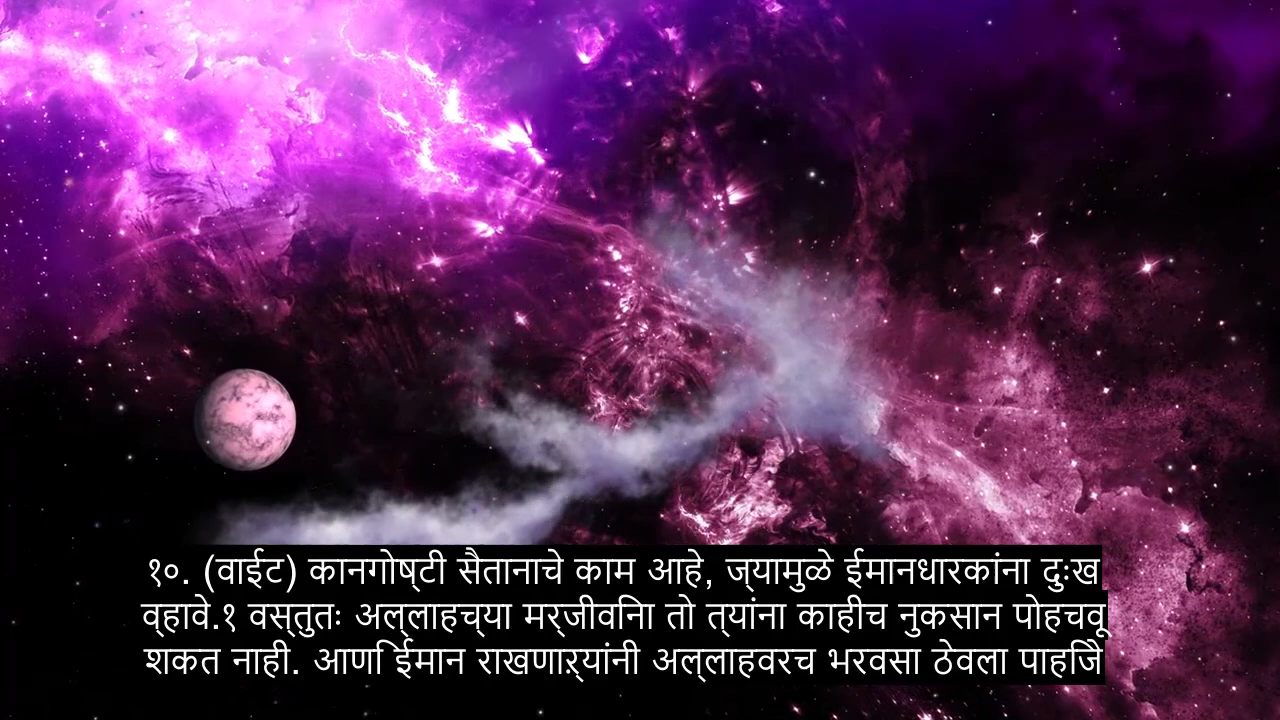 १०. (वाईट) कानगोष्टी सैतानाचे काम आहे, ज्यामुळे ईमानधारकांना दुःख
व्हावे.१ वस्तुतः अल्लाहच्या मर्जीविना तो त्यांना काहीच नुकसान पोहचवू
शकत नाही. आणि ईमान राखणाऱ्यांनी अल्लाहवरच भरवसा ठेवला पाहिजे